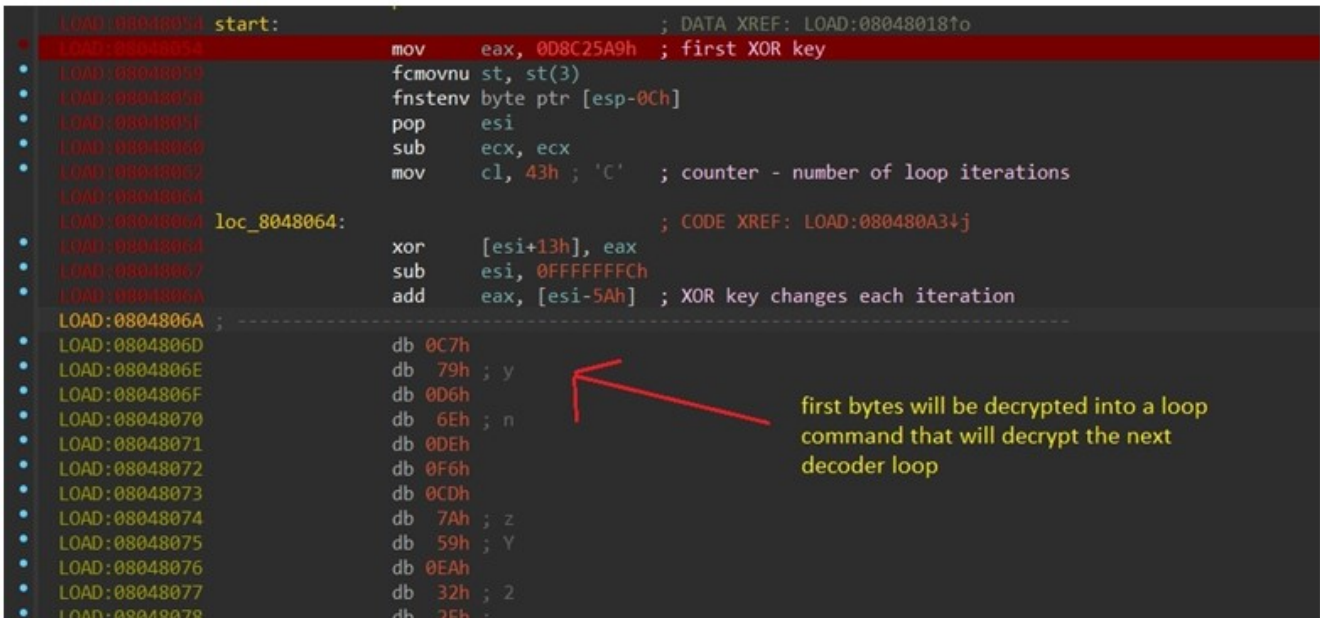 LOAD:08048054 start: ; DATA XREF: LOAD:08048018↑o
LOAD:08048054 mov eax, 0D8C25A9h ; first XOR key
LOAD:08048059 fcmovnu st, st(3)
LOAD:0804805B fnstenv byte ptr [esp-0Ch]
LOAD:0804805F pop esi
LOAD:08048060 sub ecx, ecx
LOAD:08048062 mov cl, 43h ; 'C' ; counter - number of loop iterations
LOAD:08048064
LOAD:08048064 loc_8048064: ; CODE XREF: LOAD:080480A3↓j
LOAD:08048064 xor [esi+13h], eax
LOAD:08048067 sub esi, 0FFFFFFFCh
LOAD:0804806A add eax, [esi-5Ah] ; XOR key changes each iteration
LOAD:0804806A ; ---------------------------------------------------------------------------
LOAD:0804806D db 0C7h
LOAD:0804806E db 79h ; y
LOAD:0804806F db 0D6h
LOAD:08048070 db 6Eh ; n
LOAD:08048071 db 0DEh
LOAD:08048072 db 0F6h
LOAD:08048073 db 0CDh
LOAD:08048074 db 7Ah ; z
LOAD:08048075 db 59h ; Y
LOAD:08048076 db 0EAh
LOAD:08048077 db 32h ; 2
LOAD:08048078 db
first bytes will be decrypted into a loop
command that will decrypt the next
decoder loop